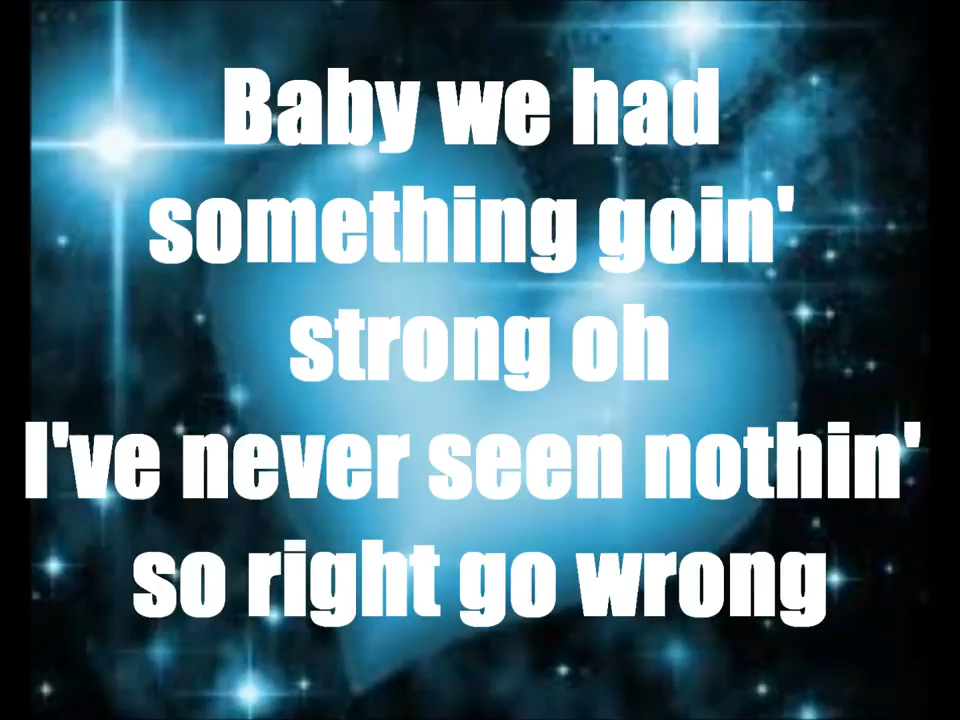 Baby we had
something goin'
strong oh
I've never seen nothin'
so right go wrong